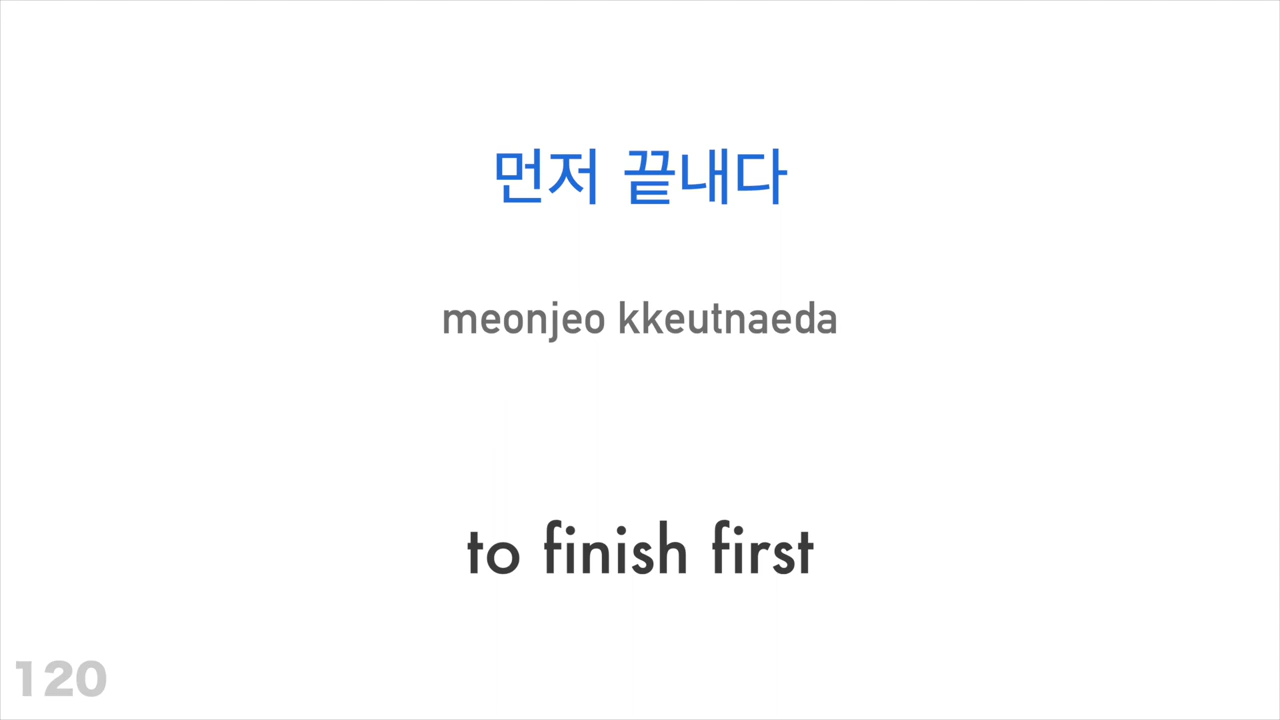 먼저 끝내다
meonjeo kkeutnaeda
to finish first
120